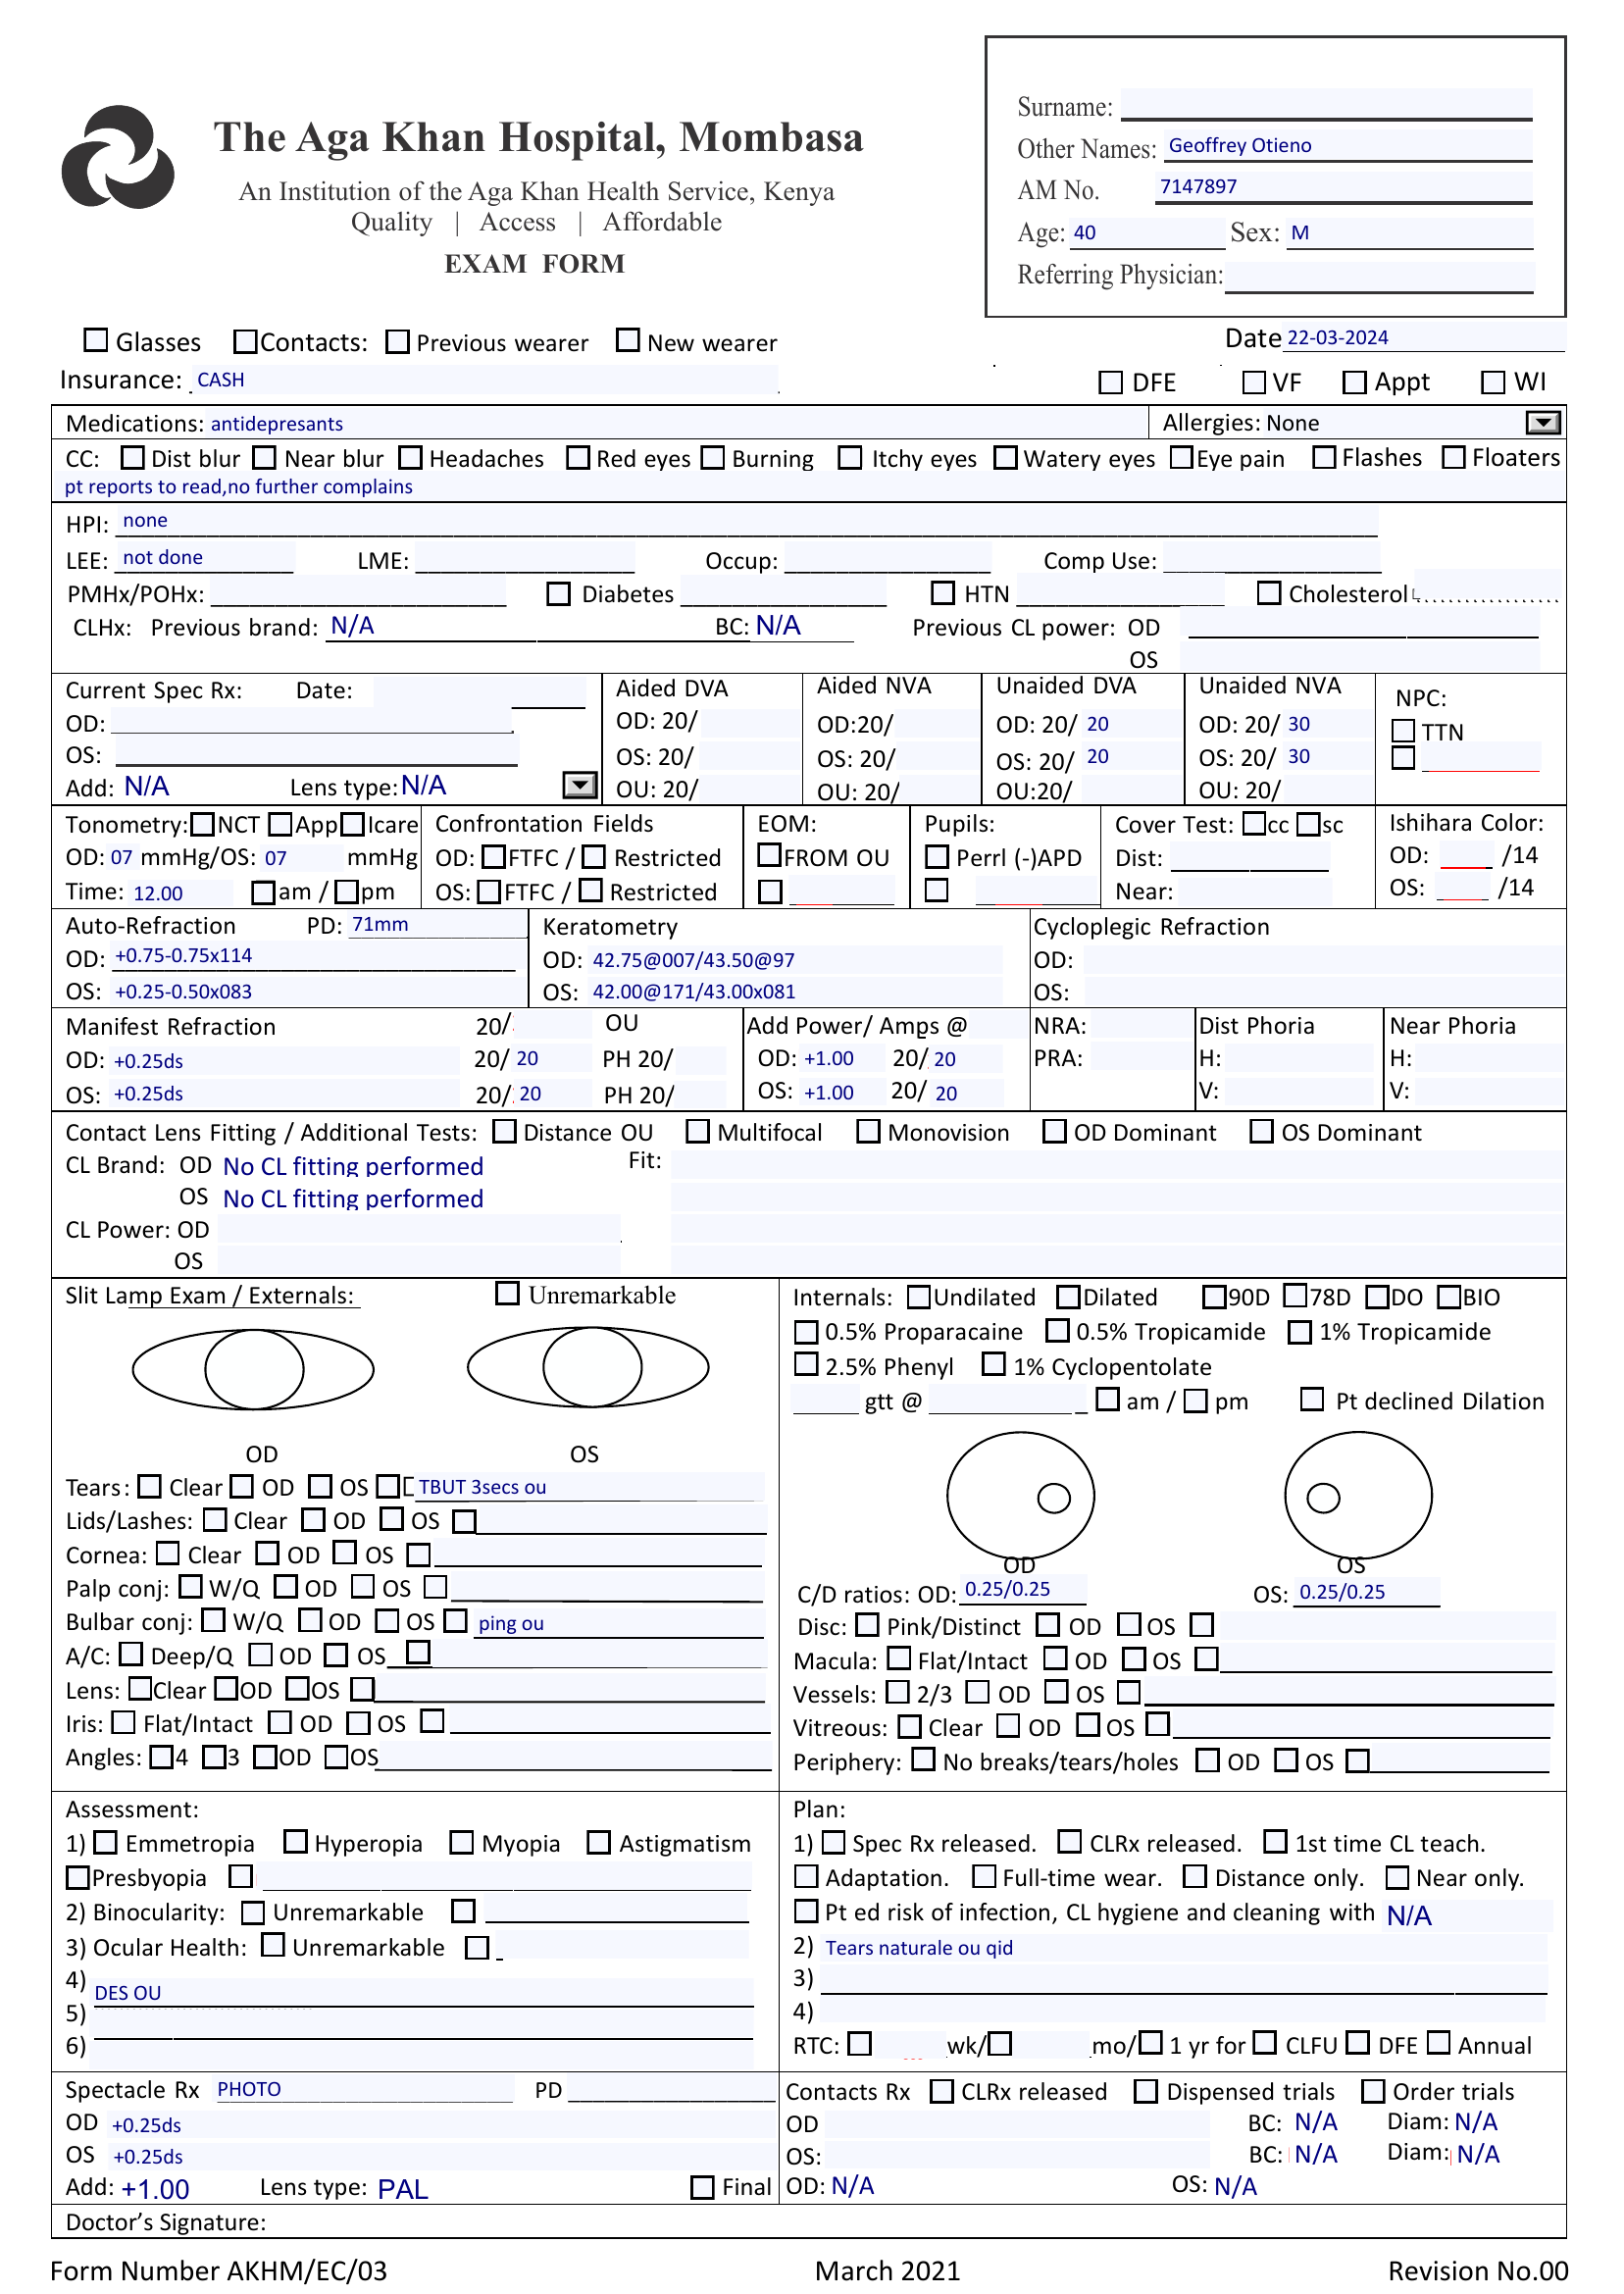 The Aga Khan Hospital, Mombasa
An Institution of the Aga Khan Health Service, Kenya
Quality | Access | Affordable
EXAM FORM
Surname:
Other Names: Geoffrey Otieno
AM No. 7147897
Age: 40 Sex: M
Referring Physician:
Glasses Contacts: Previous wearer New wearer Date 22-03-2024
Insurance: CASH DFE VF Appt WI
Medications: antidepresants Allergies: None
CC: Dist blur Near blur Headaches Red eyes Burning Itchy eyes Watery eyes Eye pain Flashes Floaters
pt reports to read,no further complains
HPI: none
LEE: not done LME: Occup: Comp Use:
PMHx/POHx: Diabetes HTN Cholesterol
CLHx: Previous brand: N/A BC: N/A Previous CL power: OD
OS
Current Spec Rx: Date: Aided DVA Aided NVA Unaided DVA Unaided NVA NPC:
OD: OD: 20/ OD:20/ OD: 20/ 20 OD: 20/ 30 TTN
OS: OS: 20/ OS: 20/ OS: 20/ 20 OS: 20/ 30
Add: N/A Lens type: N/A OU: 20/ OU: 20/ OU:20/ OU: 20/
Tonometry: NCT App Icare Confrontation Fields EOM: Pupils: Cover Test: cc sc Ishihara Color:
OD: 07 mmHg/OS: 07 mmHg OD: FTFC / Restricted FROM OU Perrl (-)APD Dist: OD: /14
Time: 12.00 am / pm OS: FTFC / Restricted Near: OS: /14
Auto-Refraction PD: 71mm Keratometry Cycloplegic Refraction
OD: +0.75-0.75x114 OD: 42.75@007/43.50@97 OD:
OS: +0.25-0.50x083 OS: 42.00@171/43.00x081 OS:
Manifest Refraction 20/ OU Add Power/ Amps @ NRA: Dist Phoria Near Phoria
OD: +0.25ds 20/ 20 PH 20/ OD: +1.00 20/ 20 PRA: H: H:
OS: +0.25ds 20/ 20 PH 20/ OS: +1.00 20/ 20 V: V:
Contact Lens Fitting / Additional Tests: Distance OU Multifocal Monovision OD Dominant OS Dominant
CL Brand: OD No CL fitting performed Fit:
OS No CL fitting performed
CL Power: OD
OS
Slit Lamp Exam / Externals: Unremarkable
OD OS
Tears: Clear OD OS TBUT 3secs ou
Lids/Lashes: Clear OD OS
Cornea: Clear OD OS
Palp conj: W/Q OD OS
Bulbar conj: W/Q OD OS ping ou
A/C: Deep/Q OD OS
Lens: Clear OD OS
Iris: Flat/Intact OD OS
Angles: 4 3 OD OS
Internals: Undilated Dilated 90D 78D DO BIO
0.5% Proparacaine 0.5% Tropicamide 1% Tropicamide
2.5% Phenyl 1% Cyclopentolate
gtt @ am / pm Pt declined Dilation
OD OS
C/D ratios: OD: 0.25/0.25 OS: 0.25/0.25
Disc: Pink/Distinct OD OS
Macula: Flat/Intact OD OS
Vessels: 2/3 OD OS
Vitreous: Clear OD OS
Periphery: No breaks/tears/holes OD OS
Assessment:
1) Emmetropia Hyperopia Myopia Astigmatism
Presbyopia
2) Binocularity: Unremarkable
3) Ocular Health: Unremarkable
4) DES OU
5)
6)
Plan:
1) Spec Rx released. CLRx released. 1st time CL teach.
Adaptation. Full-time wear. Distance only. Near only.
Pt ed risk of infection, CL hygiene and cleaning with N/A
2) Tears naturale ou qid
3)
4)
RTC: wk/ mo/ 1 yr for CLFU DFE Annual
Spectacle Rx PHOTO PD
OD +0.25ds
OS +0.25ds
Add: +1.00 Lens type: PAL Final
Contacts Rx CLRx released Dispensed trials Order trials
OD BC: N/A Diam: N/A
OS: BC: N/A Diam: N/A
OD: N/A OS: N/A
Doctor's Signature:
Form Number AKHM/EC/03 March 2021 Revision No.00